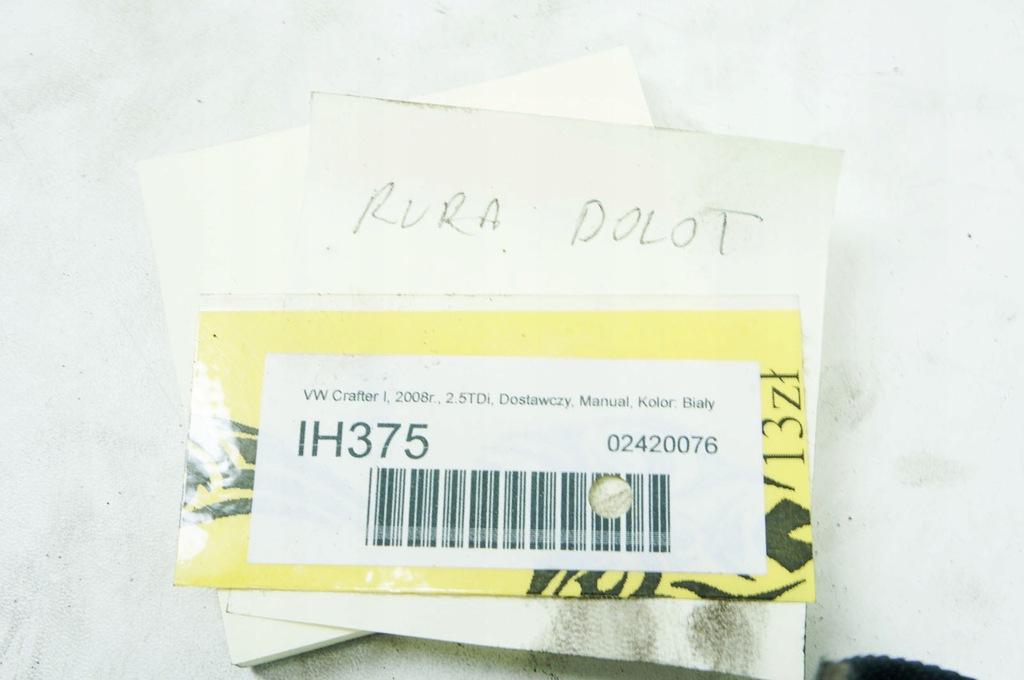 RURA DOLOT
VW Crafter I, 2008r., 2.5TDi, Dostawczy, Manual, Kolor: Biały
IH375 02420076
13zł